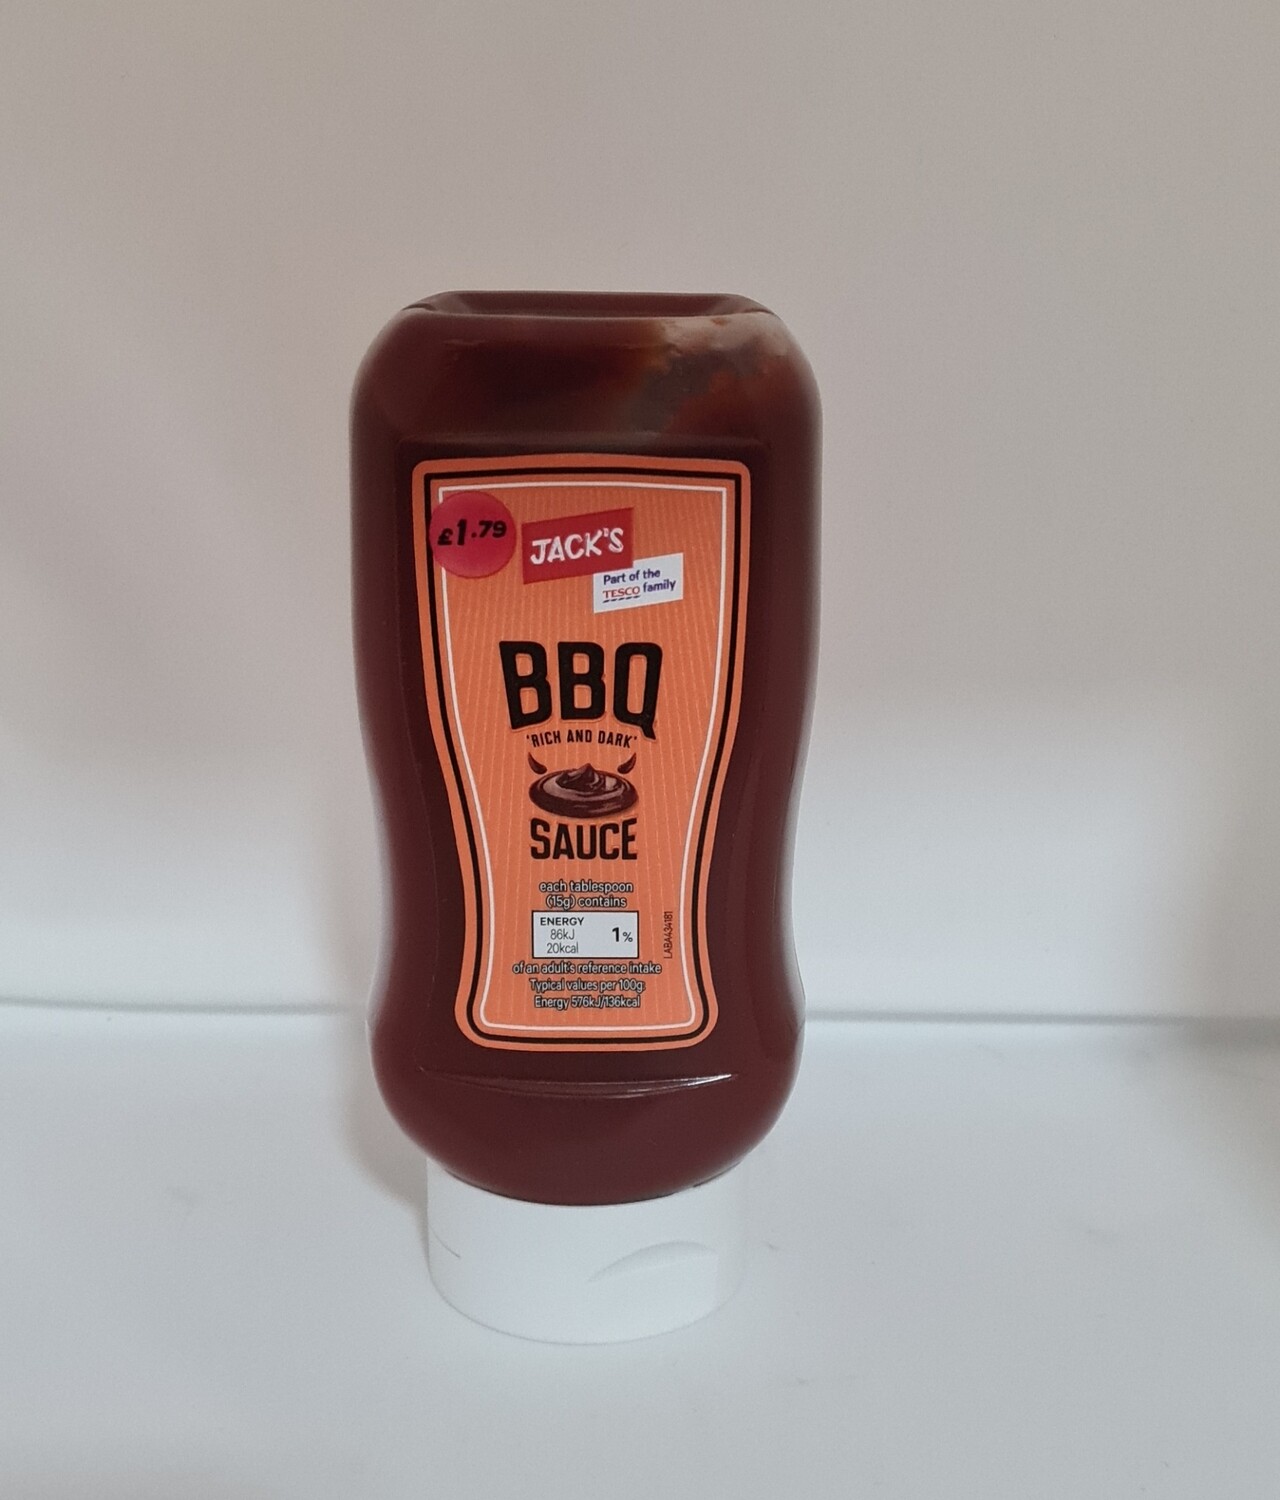 £1.79
JACK'S
Part of the
TESCO family
BBQ
'RICH AND DARK'
SAUCE
each tablespoon
(15g) contains
ENERGY
86kJ
20kcal
1%
of an adult's reference intake
Typical values per 100g:
Energy 576kJ/136kcal
LABA434181